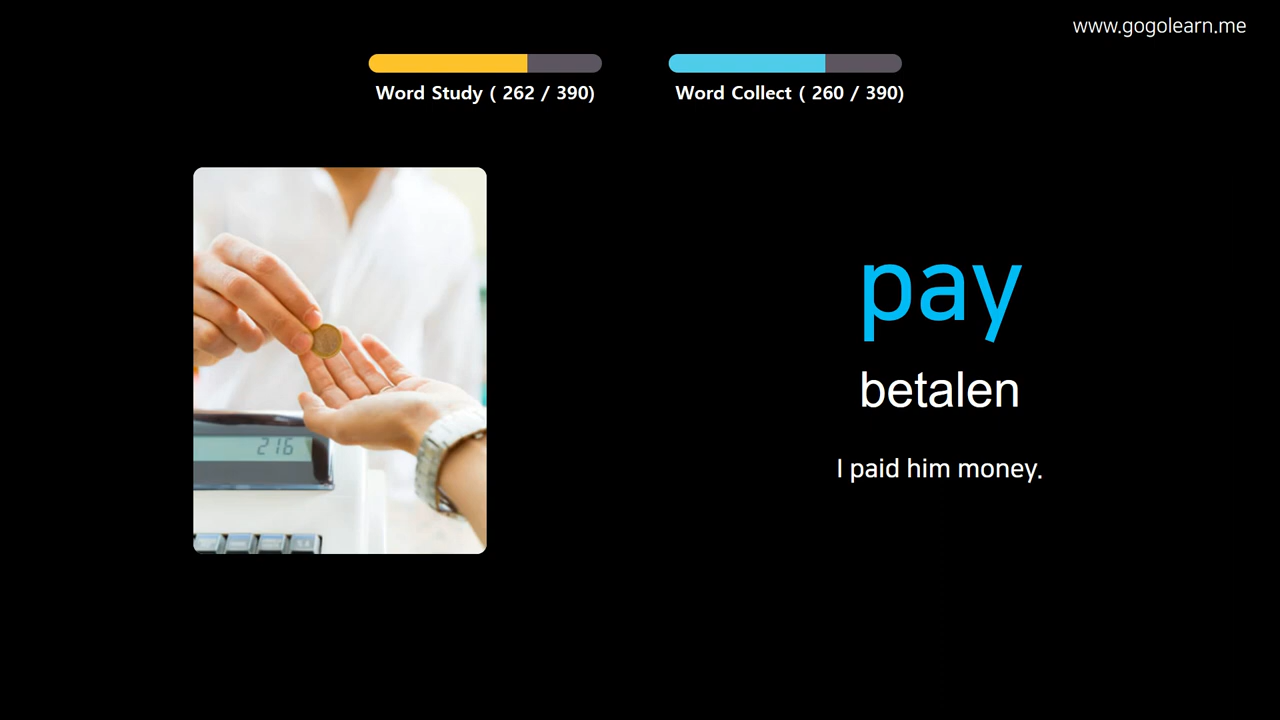 www.gogolearn.me
Word Study ( 262 / 390)
Word Collect ( 260 / 390)
pay
betalen
I paid him money.
216